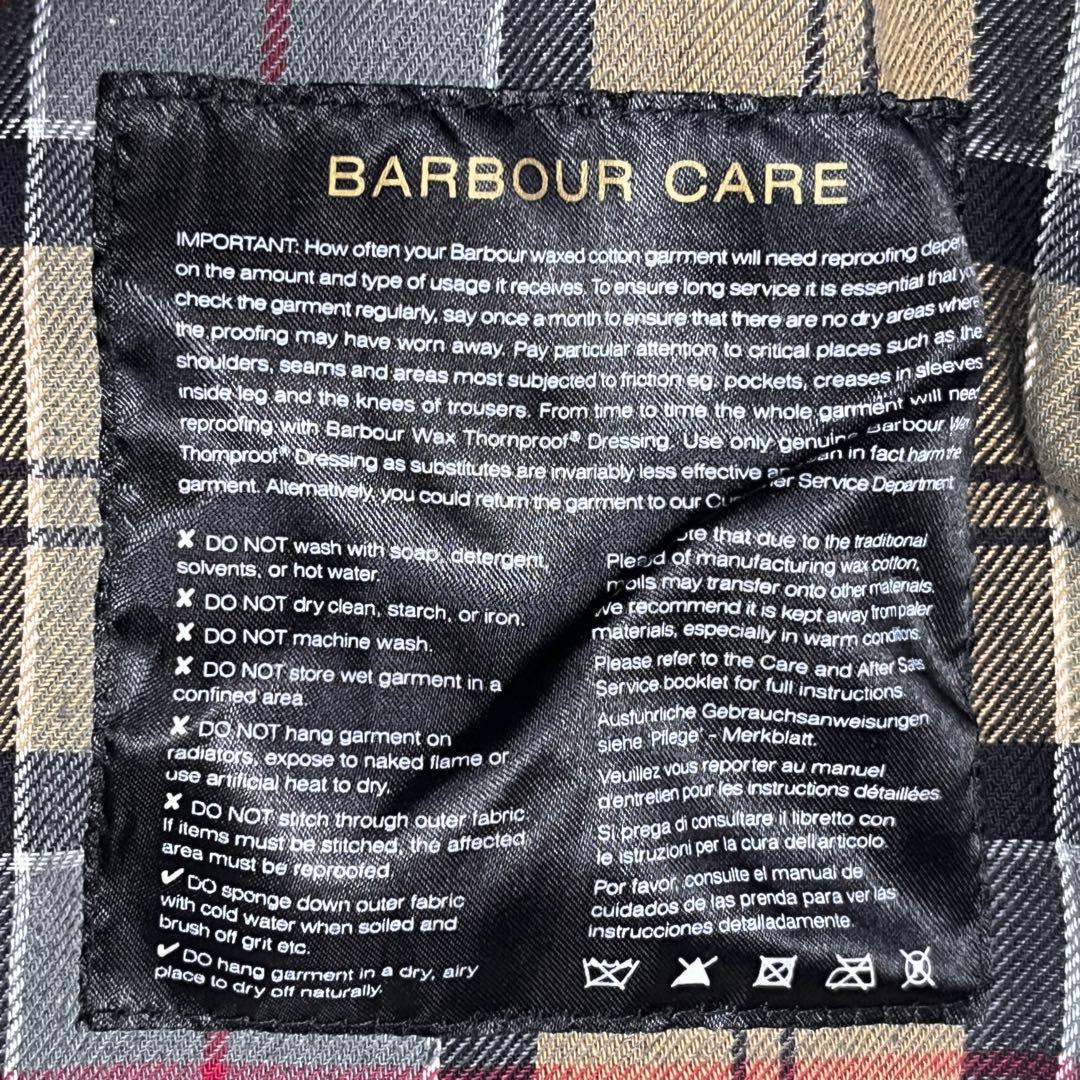 BARBOUR CARE
IMPORTANT: How often your Barbour waxed cotton garment will need reproofing
on the amount and type of usage it receives. To ensure long service it is essential that
check the garment regularly, say once a month to ensure that there are no dry areas where
the proofing may have worn away. Pay particular attention to critical places such as the
shoulders, seams and areas most subjected to friction eg. pockets, creases in sleeves
inside leg and the knees of trousers. From time to time the whole garment will
reproofing with Barbour Wax Thornproof® Dressing. Use only genuine Barbour
Thornproof® Dressing as substitutes are invariably less effective in fact harm the
garment. Alternatively, you could return the garment to our Service Department
✘ DO NOT wash with soap, detergent,
solvents, or hot water.
✘ DO NOT dry clean, starch, or iron.
✘ DO NOT machine wash.
✘ DO NOT store wet garment in a
confined area.
✘ DO NOT hang garment on
radiators, expose to naked flame or
use artificial heat to dry.
✘ DO NOT stitch through outer fabric
If items must be stitched, the affected
area must be reproofed.
✔ DO sponge down outer fabric
with cold water when soiled and
brush off grit etc.
✔ DO hang garment in a dry, airy
place to dry off naturally.
that due to the traditional
of manufacturing wax cotton,
may transfer onto other materials.
We recommend it is kept away from paler
materials, especially in warm conditions.
Please refer to the Care and After Sales
Service booklet for full instructions.
Ausführliche Gebrauchsanweisungen
siehe 'Pflege' - Merkblatt.
Veuillez vous reporter au manuel
d'entretien pour les instructions détaillées.
Si prega di consultare il libretto con
le istruzioni per la cura dell'articolo.
Por favor, consulte el manual de
cuidados de las prenda para ver las
instrucciones detalladamente.